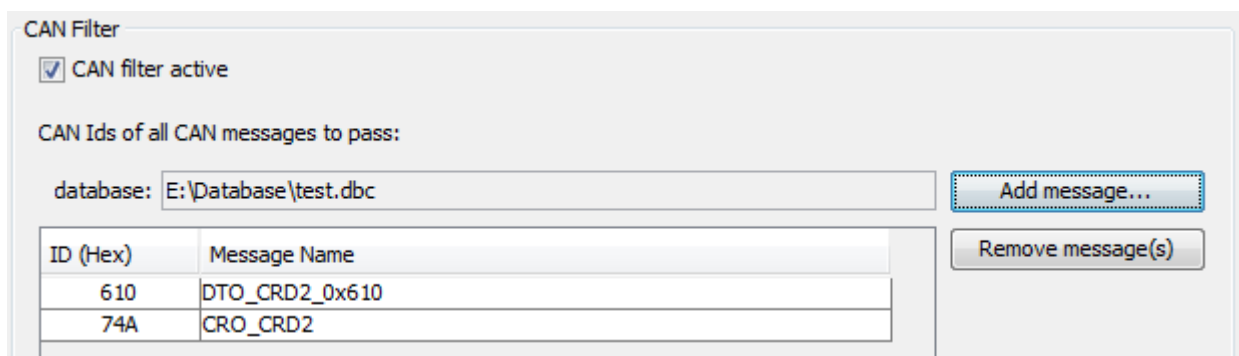 CAN Filter
CAN filter active
CAN Ids of all CAN messages to pass:
database: E:\Database\test.dbc Add message...
ID (Hex) Message Name Remove message(s)
610 DTO_CRD2_0x610
74A CRO_CRD2